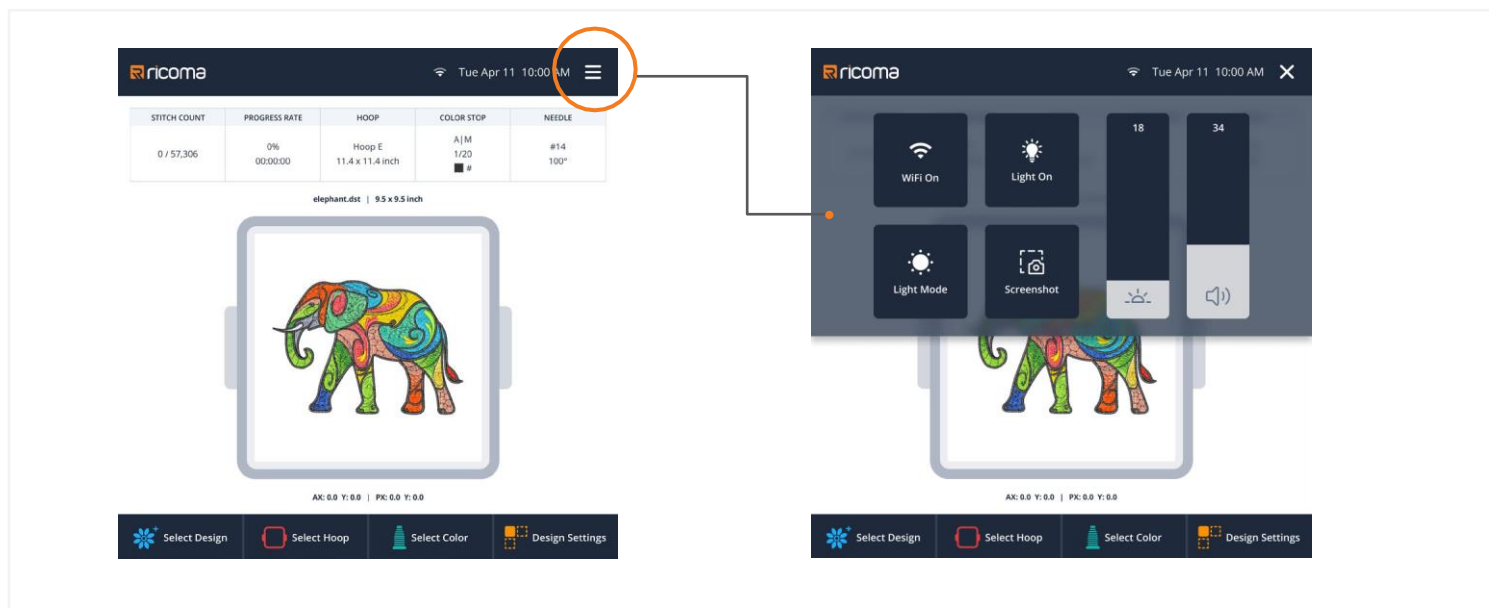 ricoma
Tue Apr 11 10:00 AM
STITCH COUNT PROGRESS RATE HOOP COLOR STOP NEEDLE
0 / 57,306
0%
00:00:00
Hoop E
11.4 x 11.4 inch
A|M
1/20
#
#14
100°
elephant.dst | 9.5 x 9.5 inch
AX: 0.0 Y: 0.0 | PX: 0.0 Y: 0.0
Select Design Select Hoop Select Color Design Settings
ricoma
Tue Apr 11 10:00 AM
WiFi On
Light On
18
34
Light Mode
Screenshot
AX: 0.0 Y: 0.0 | PX: 0.0 Y: 0.0
Select Design Select Hoop Select Color Design Settings